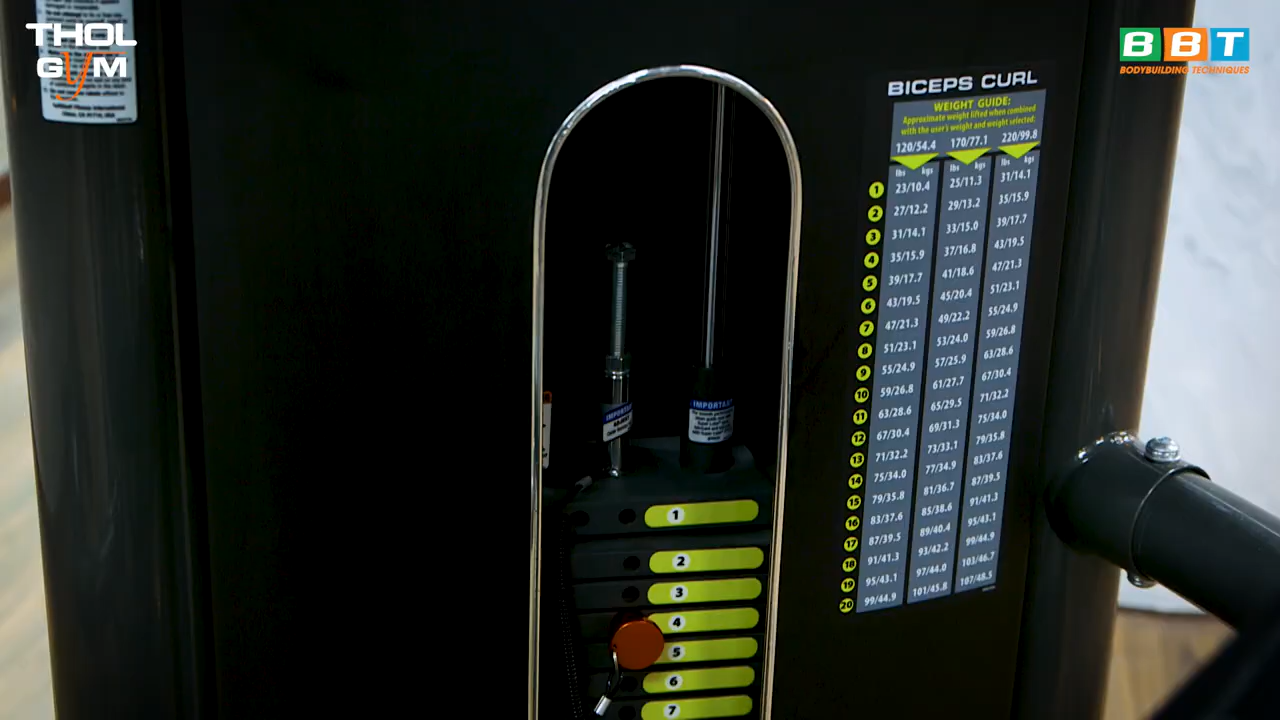 THOL
GYM
BBT
BODYBUILDING TECHNIQUES
BICEPS CURL
WEIGHT GUIDE:
Approximate weight lifted when combined
with the user's weight and weight selected:
120/54.4 170/77.1 220/99.8
lbs kgs lbs kgs lbs kgs
1 23/10.4 25/11.3 31/14.1
2 27/12.2 29/13.2 35/15.9
3 31/14.1 33/15.0 39/17.7
4 35/15.9 37/16.8 43/19.5
5 39/17.7 41/18.6 47/21.3
6 43/19.5 45/20.4 51/23.1
7 47/21.3 49/22.2 55/24.9
8 51/23.1 53/24.0 59/26.8
9 55/24.9 57/25.9 63/28.6
10 59/26.8 61/27.7 67/30.4
11 63/28.6 65/29.5 71/32.2
12 67/30.4 69/31.3 75/34.0
13 71/32.2 73/33.1 79/35.8
14 75/34.0 77/34.9 83/37.6
15 79/35.8 81/36.7 87/39.5
16 83/37.6 85/38.6 91/41.3
17 87/39.5 89/40.4 95/43.1
18 91/41.3 93/42.2 99/44.9
19 95/43.1 97/44.0 103/46.7
20 99/44.9 101/45.8 107/48.5
IMPORTANT
1
2
3
4
5
6
7